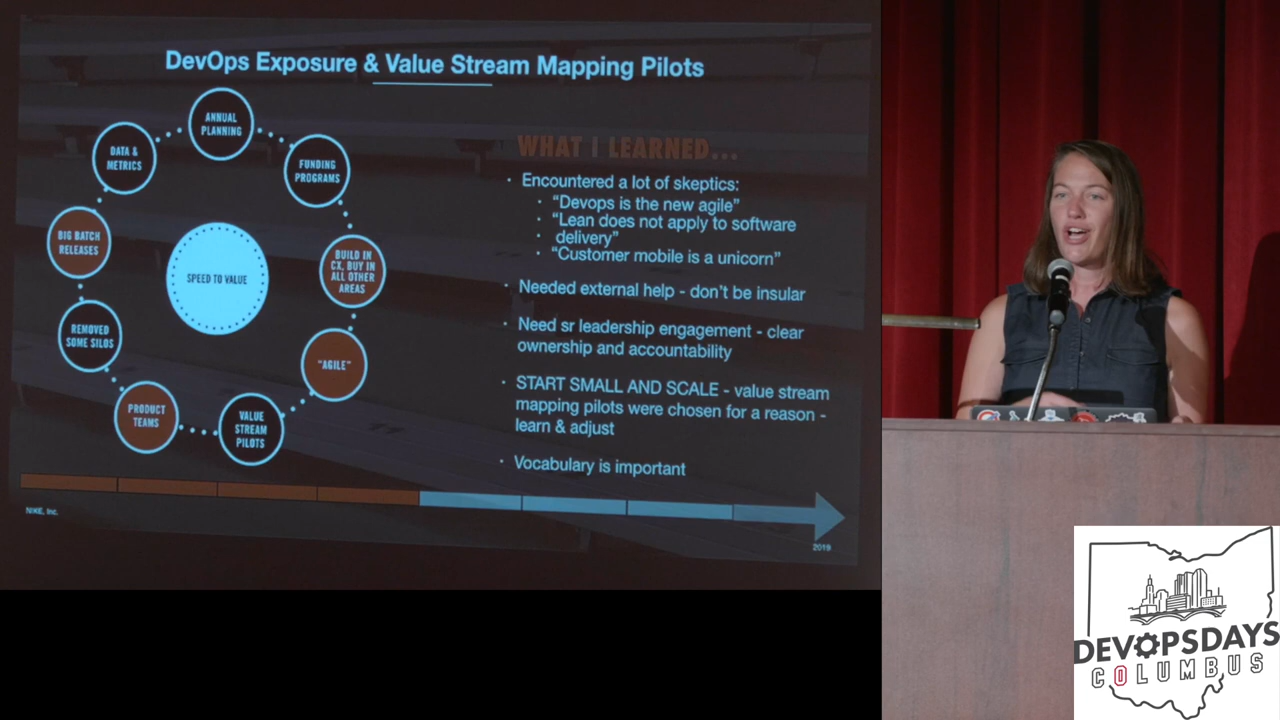 DevOps Exposure & Value Stream Mapping Pilots
ANNUAL
PLANNING
FUNDING
PROGRAMS
BUILD IN
CX, BUY IN
ALL OTHER
AREAS
"AGILE"
VALUE
STREAM
PILOTS
PRODUCT
TEAMS
REMOVED
SOME SILOS
BIG BATCH
RELEASES
DATA &
METRICS
SPEED TO VALUE
WHAT I LEARNED...
· Encountered a lot of skeptics:
· "Devops is the new agile"
· "Lean does not apply to software
· delivery"
· "Customer mobile is a unicorn"
· Needed external help - don't be insular
· Need sr leadership engagement - clear
ownership and accountability
· START SMALL AND SCALE - value stream
mapping pilots were chosen for a reason -
learn & adjust
· Vocabulary is important
NIKE, Inc.
2019
DEVOPSDAYS
COLUMBUS